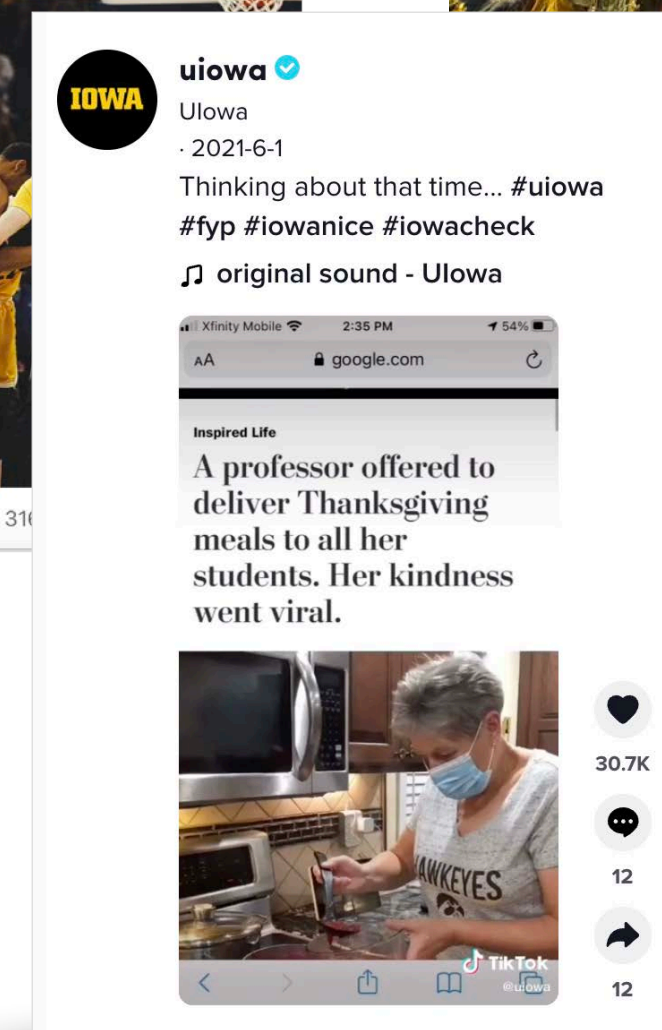 IOWA
uiowa
UIowa
· 2021-6-1
Thinking about that time... #uiowa
#fyp #iowanice #iowacheck
original sound - UIowa
Xfinity Mobile 2:35 PM 54%
AA google.com
Inspired Life
A professor offered to
deliver Thanksgiving
meals to all her
students. Her kindness
went viral.
316
30.7K
12
HAWKEYES
TikTok
@uiowa
12